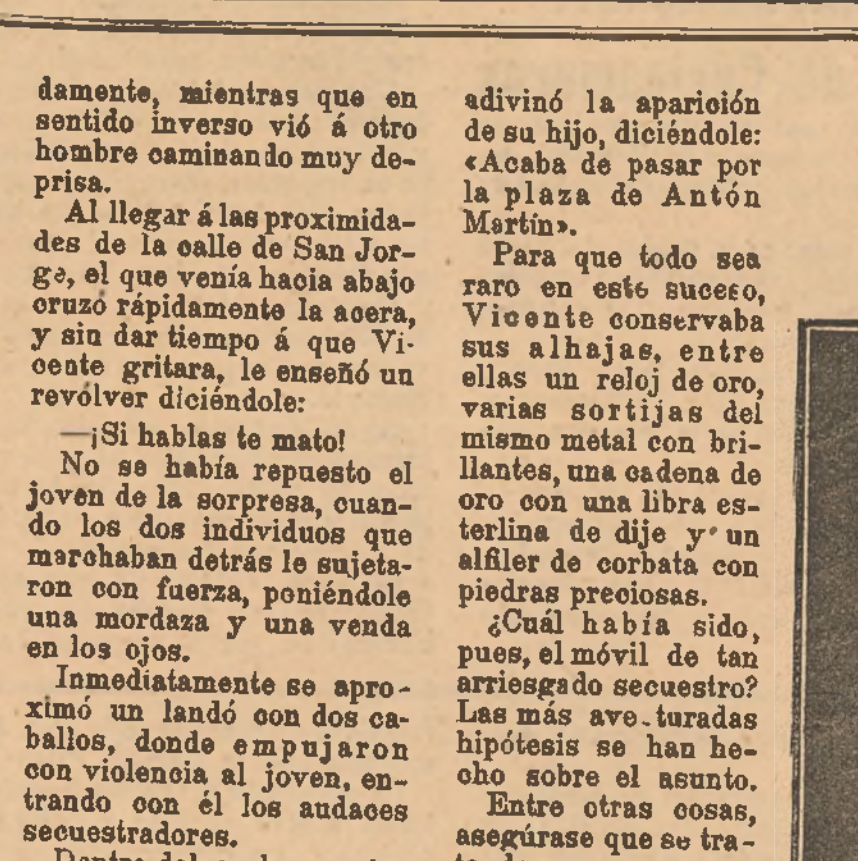 damente, mientras que en
sentido inverso vió á otro
hombre caminando muy de-
prisa.
Al llegar á las proximida-
des de la calle de San Jor-
ge, el que venía hacia abajo
cruzó rápidamente la acera,
y sin dar tiempo á que Vi-
cente gritara, le enseñó un
revólver diciéndole:
—¡Si hablas te mato!
No se había repuesto el
joven de la sorpresa, cuan-
do los dos individuos que
marchaban detrás le sujeta-
ron con fuerza, poniéndole
una mordaza y una venda
en los ojos.
Inmediatamente se apro-
ximó un landó con dos ca-
ballos, donde empujaron
con violencia al joven, en-
trando con él los audaces
secuestradores.
adivinó la aparición
de su hijo, diciéndole:
«Acaba de pasar por
la plaza de Antón
Martín».
Para que todo sea
raro en este suceso,
Vicente conservaba
sus alhajas, entre
ellas un reloj de oro,
varias sortijas del
mismo metal con bri-
llantes, una cadena de
oro con una libra es-
terlina de dije y un
alfiler de corbata con
piedras preciosas.
¿Cuál había sido,
pues, el móvil de tan
arriesgado secuestro?
Las más ave.turadas
hipótesis se han he-
cho sobre el asunto.
Entre otras cosas,
asegúrase que se tra-